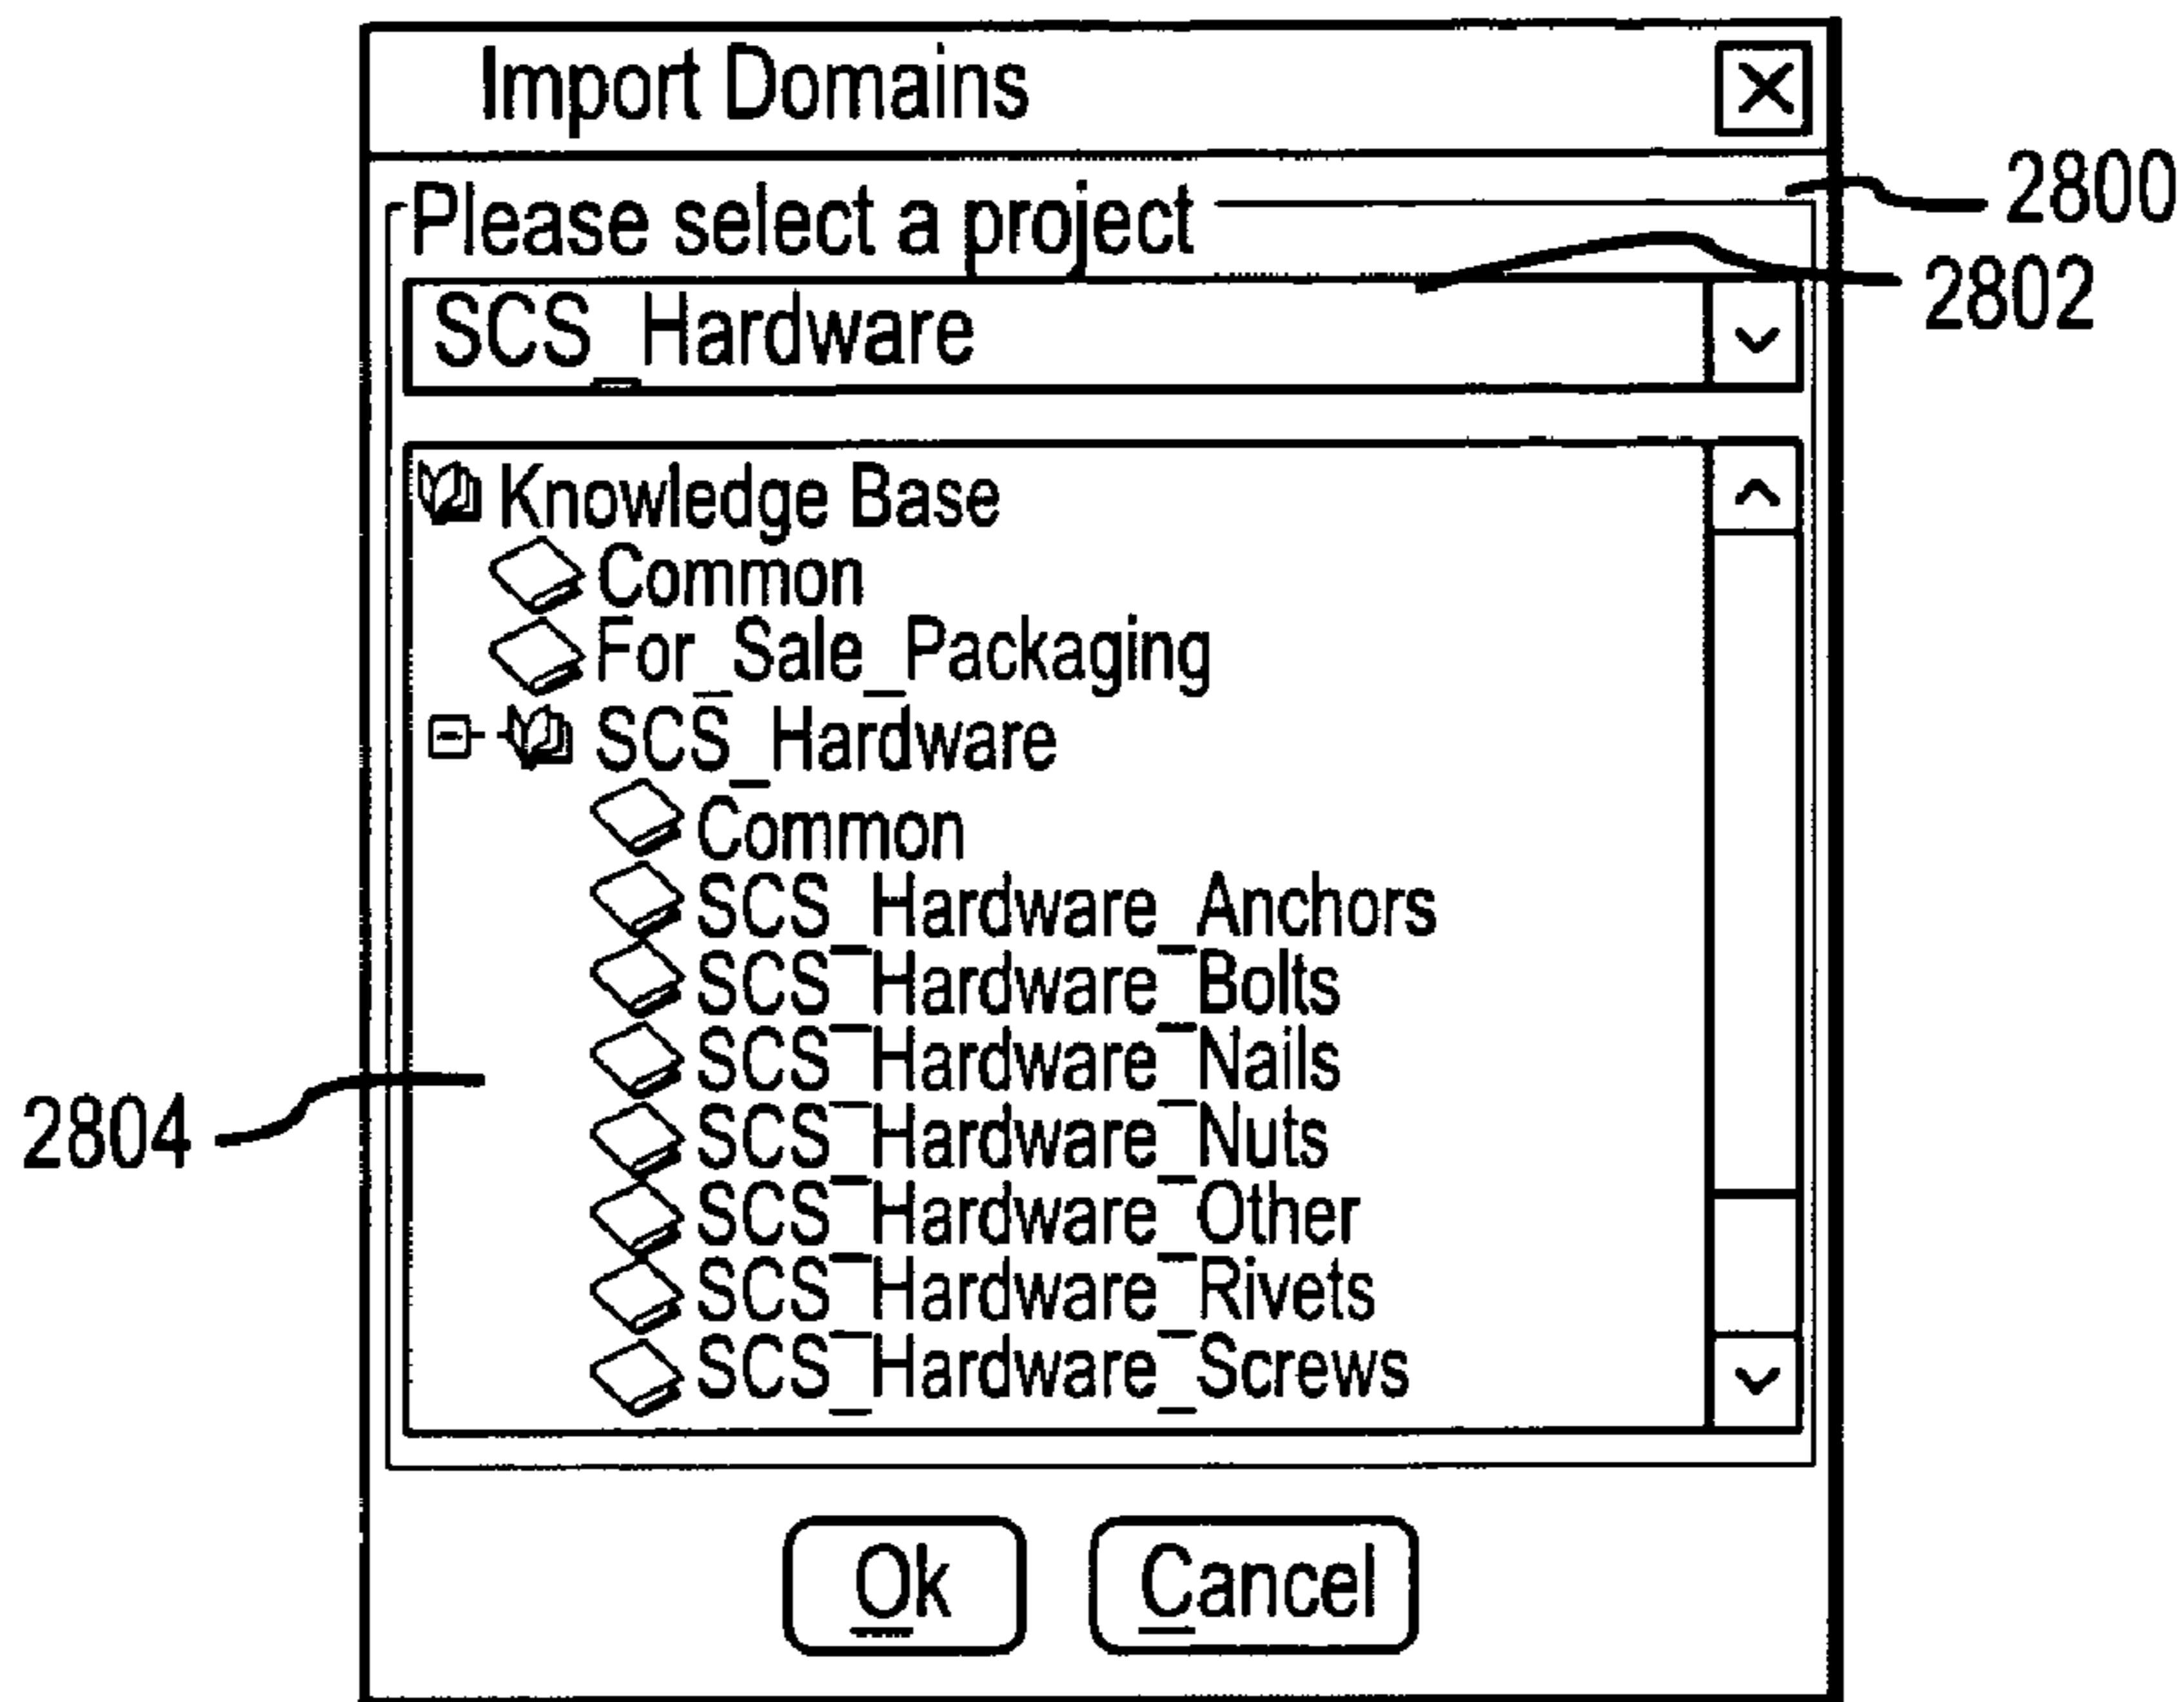 Import Domains
2800
Please select a project
2802
SCS_Hardware
Knowledge Base
Common
For_Sale_Packaging
SCS_Hardware
Common
SCS_Hardware_Anchors
SCS_Hardware_Bolts
SCS_Hardware_Nails
2804
SCS_Hardware_Nuts
SCS_Hardware_Other
SCS_Hardware_Rivets
SCS_Hardware_Screws
Ok Cancel